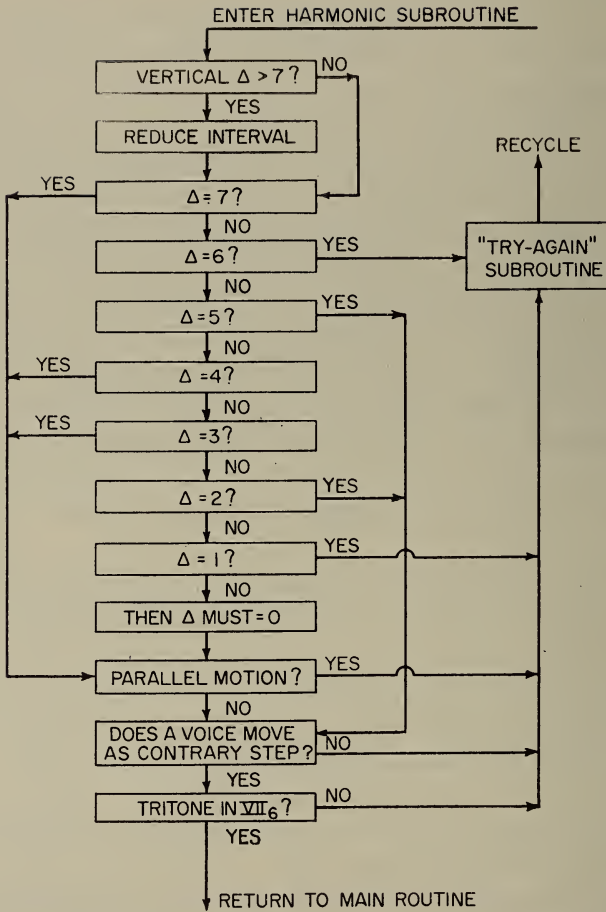 ENTER HARMONIC SUBROUTINE
VERTICAL Δ > 7?
NO
YES
REDUCE INTERVAL
RECYCLE
YES
Δ = 7?
NO
"TRY-AGAIN"
SUBROUTINE
YES
Δ = 6?
NO
YES
Δ = 5?
NO
YES
Δ = 4?
NO
YES
Δ = 3?
NO
YES
Δ = 2?
NO
YES
Δ = 1?
NO
THEN Δ MUST = 0
PARALLEL MOTION?
YES
NO
DOES A VOICE MOVE
AS CONTRARY STEP?
NO
YES
TRITONE IN VII6?
NO
YES
RETURN TO MAIN ROUTINE